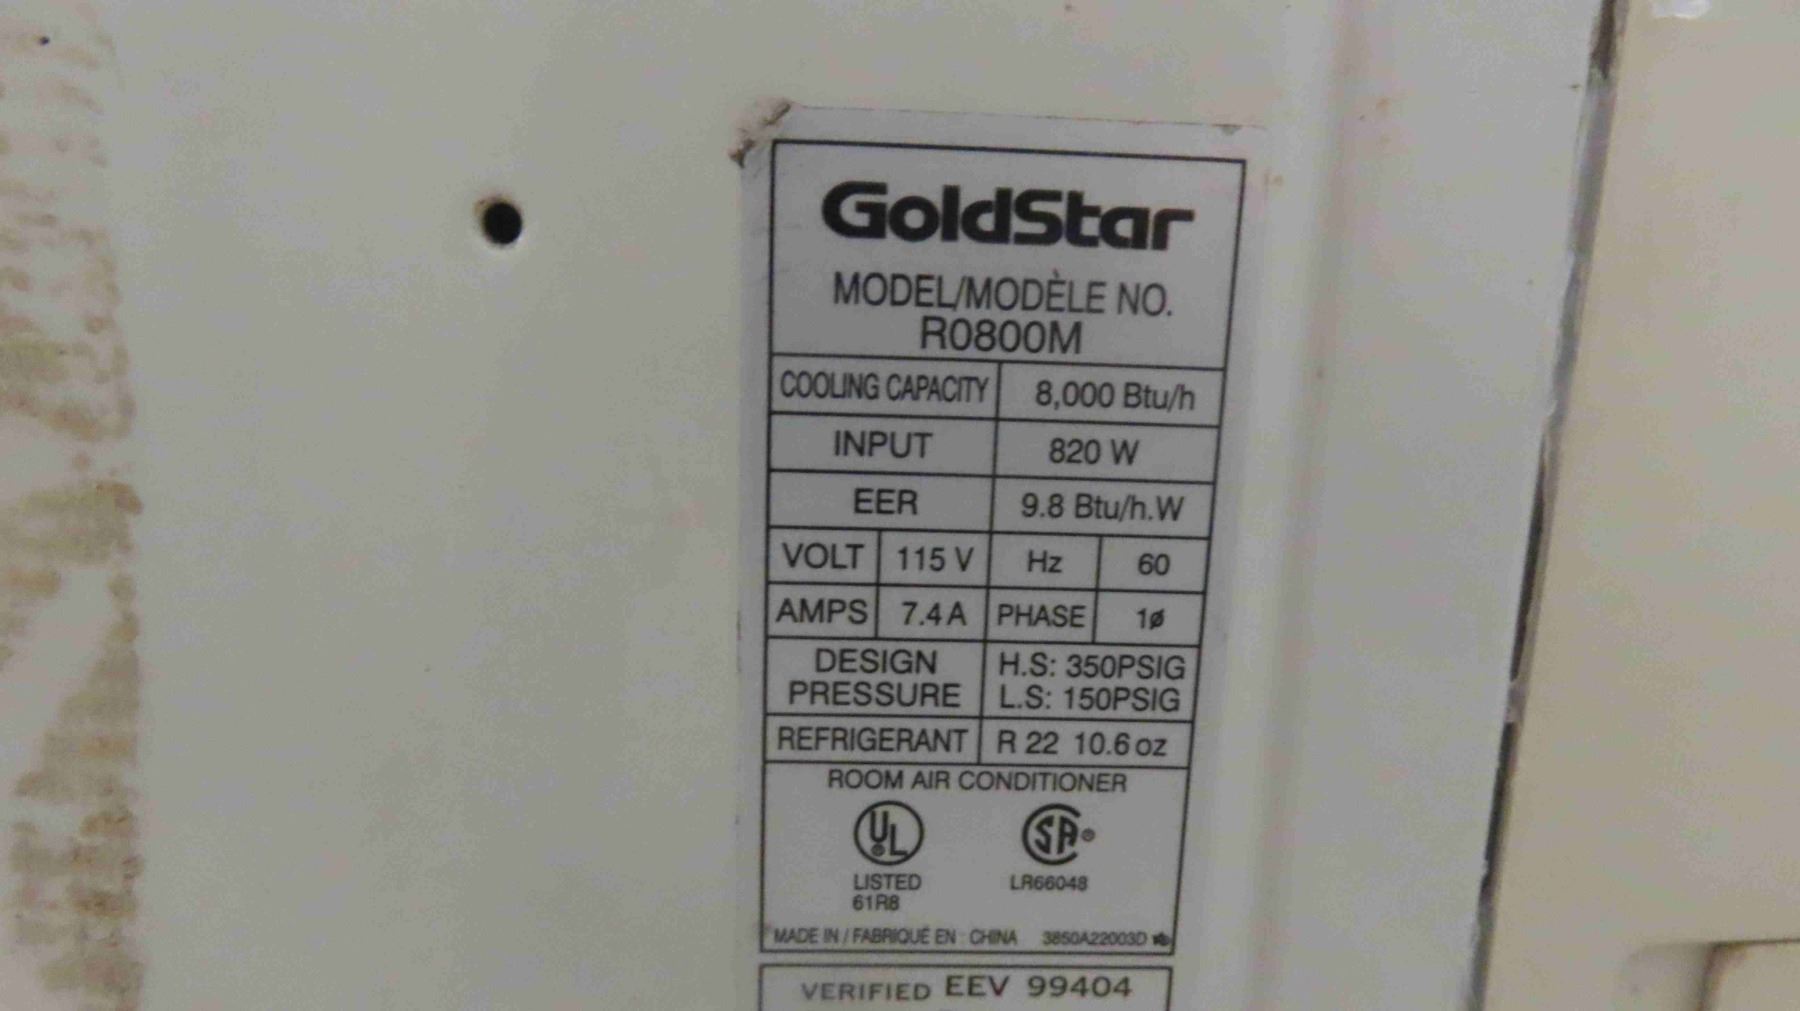 GoldStar
MODEL/MODÈLE NO.
R0800M
COOLING CAPACITY 8,000 Btu/h
INPUT 820 W
EER 9.8 Btu/h.W
VOLT 115 V Hz 60
AMPS 7.4 A PHASE 1ø
DESIGN PRESSURE H.S: 350PSIG
L.S: 150PSIG
REFRIGERANT R 22 10.6 oz
ROOM AIR CONDITIONER
UL SA
LISTED LR66048
61R8
MADE IN / FABRIQUÉ EN : CHINA 3850A22003D
VERIFIED EEV 99404